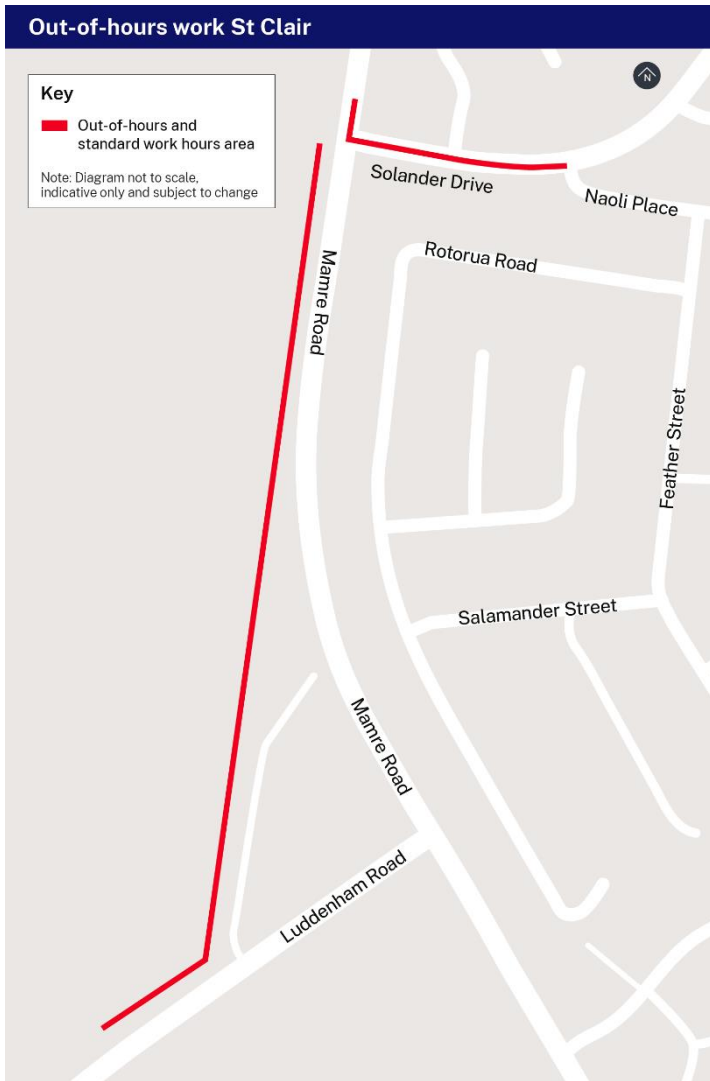 Out-of-hours work St Clair
N
Key
Out-of-hours and
standard work hours area
Note: Diagram not to scale,
indicative only and subject to change
Solander Drive
Naoli Place
Rotorua Road
Mamre Road
Feather Street
Salamander Street
Mamre Road
Luddenham Road